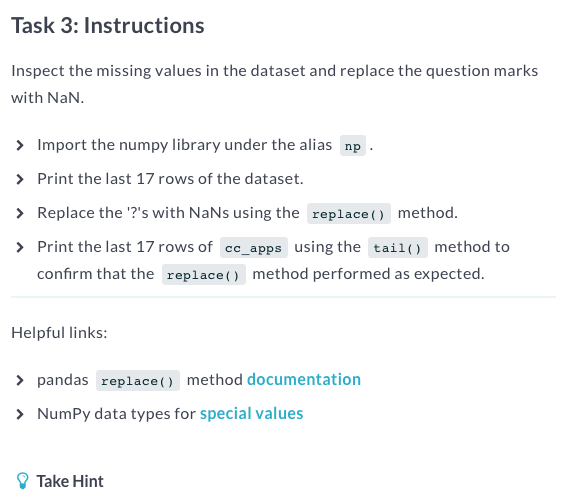 Task 3: Instructions
Inspect the missing values in the dataset and replace the question marks
with NaN.
Import the numpy library under the alias np .
Print the last 17 rows of the dataset.
Replace the '?'s with NaNs using the replace() method.
Print the last 17 rows of cc_apps using the tail() method to
confirm that the replace() method performed as expected.
Helpful links:
pandas replace() method documentation
NumPy data types for special values
Take Hint